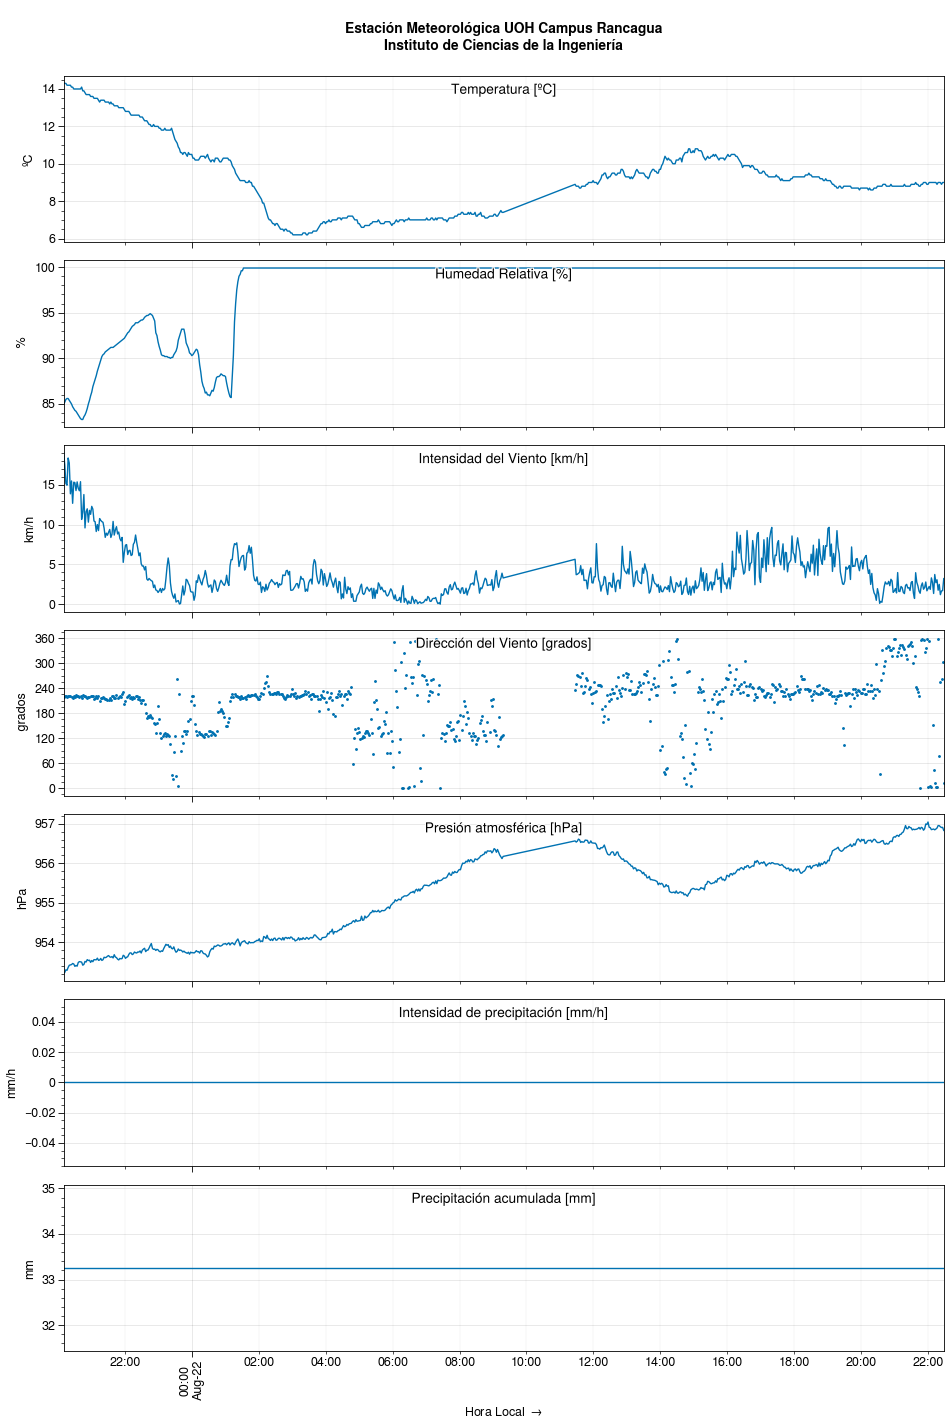 Estación Meteorológica UOH Campus Rancagua
Instituto de Ciencias de la Ingeniería
Temperatura [ºC]
14
12
10
8
6
ºC
Humedad Relativa [%]
100
95
90
85
%
Intensidad del Viento [km/h]
15
10
5
0
km/h
Dirección del Viento [grados]
360
300
240
180
120
60
0
grados
Presión atmosférica [hPa]
957
956
955
954
hPa
Intensidad de precipitación [mm/h]
0.04
0.02
0
−0.02
−0.04
mm/h
Precipitación acumulada [mm]
35
34
33
32
mm
22:00
00:00
Aug-22
02:00
04:00
06:00
08:00
10:00
12:00
14:00
16:00
18:00
20:00
22:00
Hora Local →